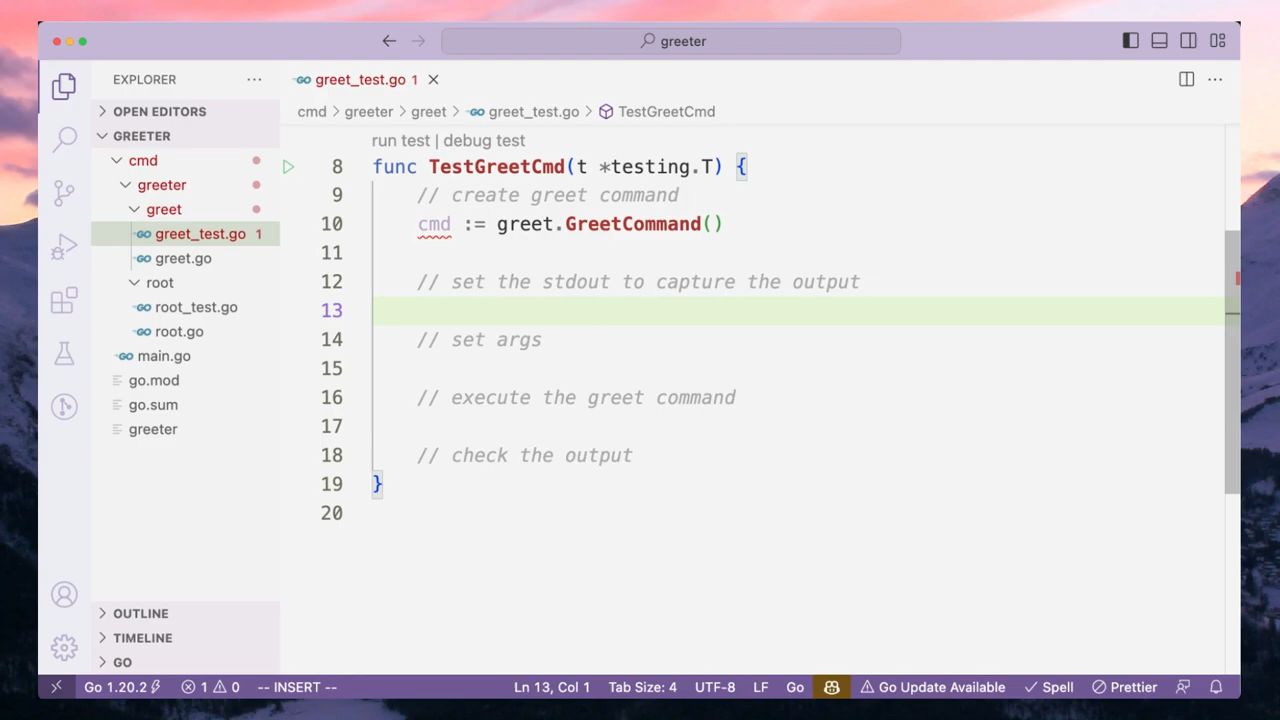 greeter
EXPLORER
greet_test.go 1
OPEN EDITORS
cmd > greeter > greet > greet_test.go > TestGreetCmd
GREETER
cmd
greeter
greet
greet_test.go 1
greet.go
root
root_test.go
root.go
main.go
go.mod
go.sum
greeter
OUTLINE
TIMELINE
GO
run test | debug test
8 func TestGreetCmd(t *testing.T) {
9 // create greet command
10 cmd := greet.GreetCommand()
11
12 // set the stdout to capture the output
13
14 // set args
15
16 // execute the greet command
17
18 // check the output
19 }
20
Go 1.20.2 1 0 -- INSERT -- Ln 13, Col 1 Tab Size: 4 UTF-8 LF Go Go Update Available Spell Prettier